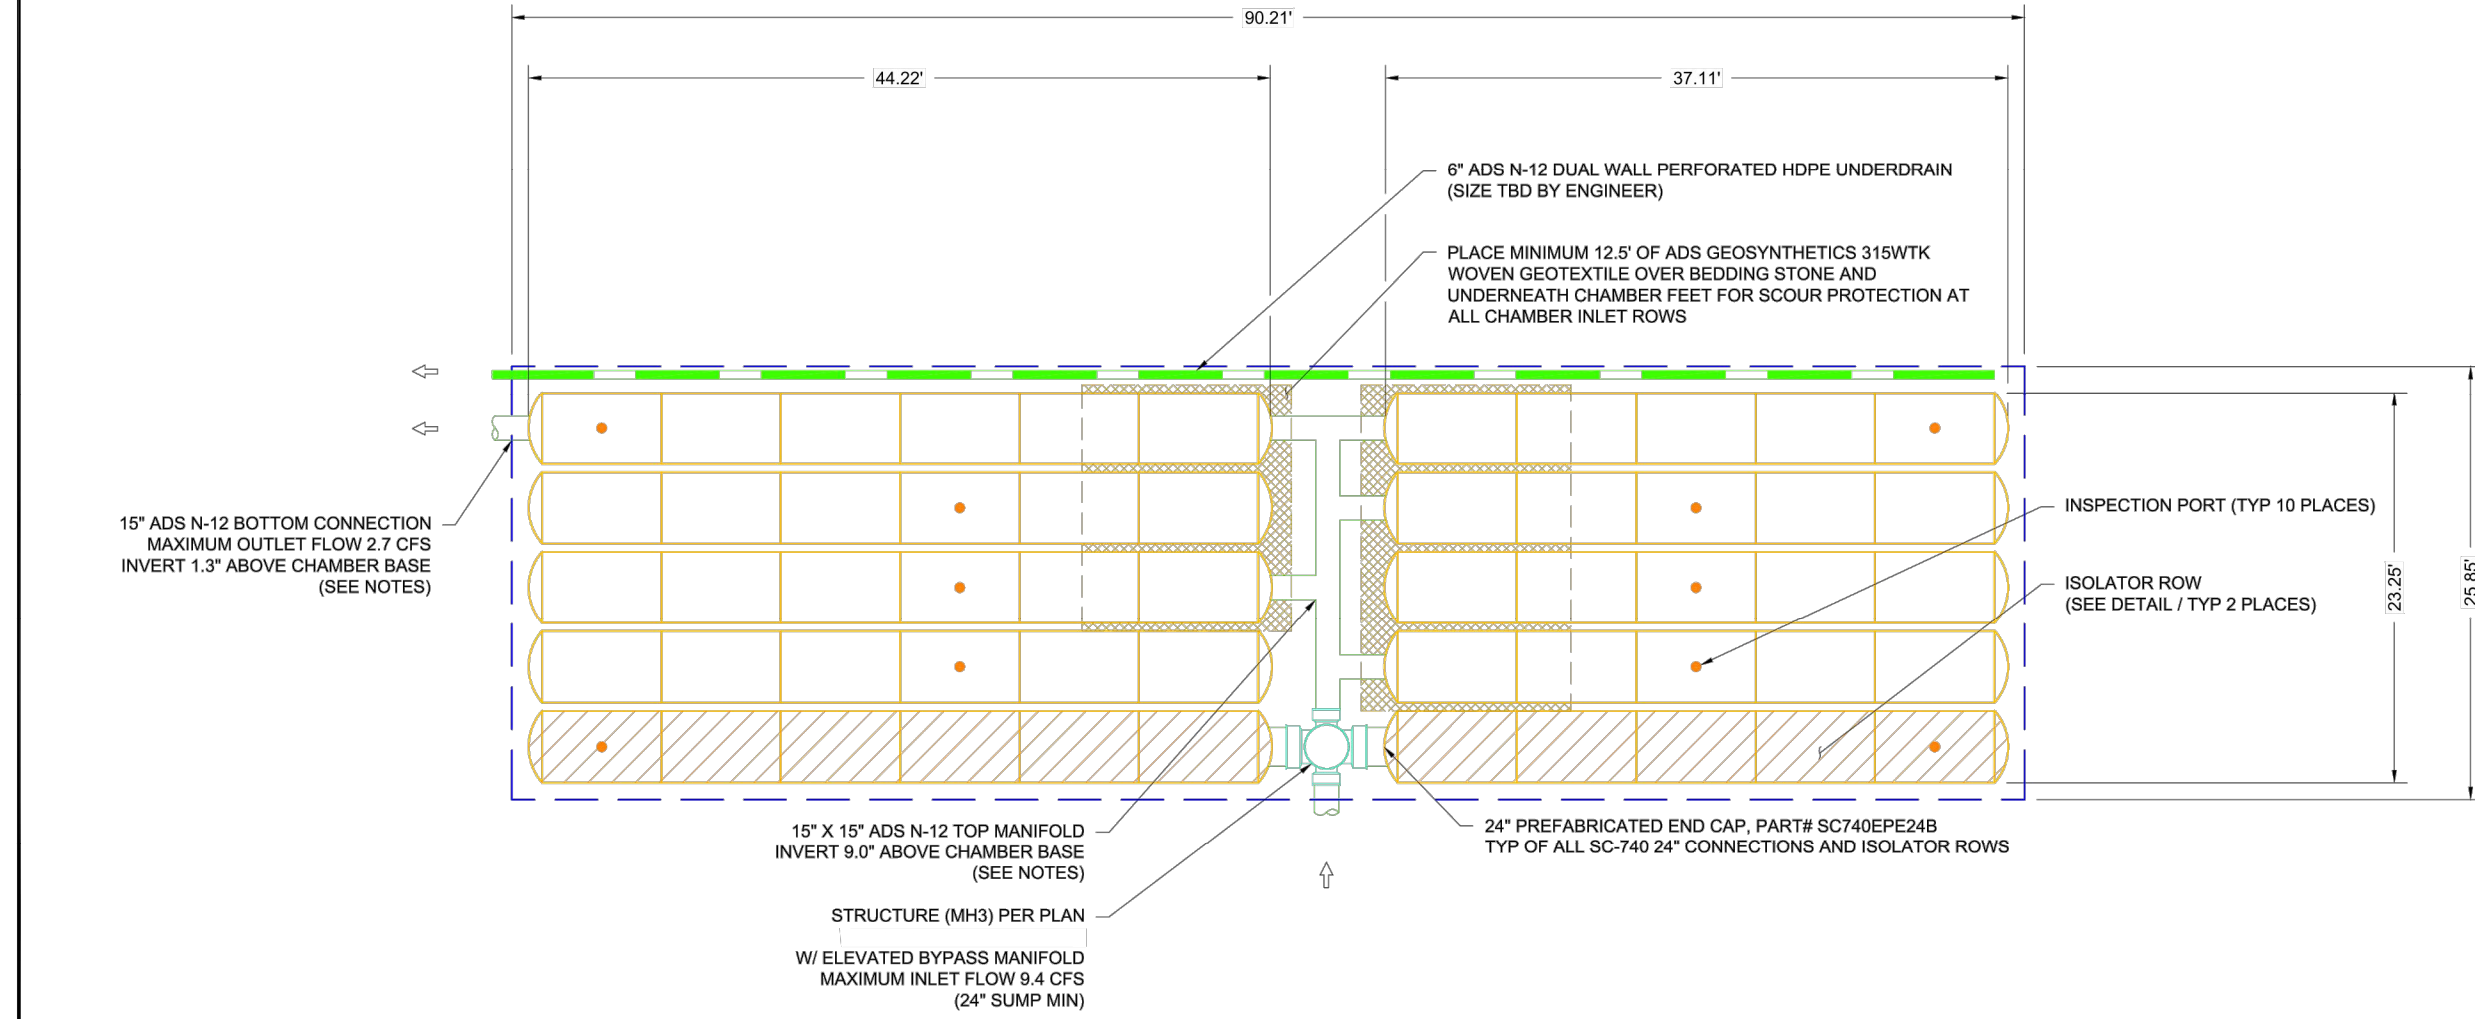 90.21'
44.22'
37.11'
6" ADS N-12 DUAL WALL PERFORATED HDPE UNDERDRAIN
(SIZE TBD BY ENGINEER)
PLACE MINIMUM 12.5' OF ADS GEOSYNTHETICS 315WTK
WOVEN GEOTEXTILE OVER BEDDING STONE AND
UNDERNEATH CHAMBER FEET FOR SCOUR PROTECTION AT
ALL CHAMBER INLET ROWS
15" ADS N-12 BOTTOM CONNECTION
MAXIMUM OUTLET FLOW 2.7 CFS
INVERT 1.3" ABOVE CHAMBER BASE
(SEE NOTES)
INSPECTION PORT (TYP 10 PLACES)
ISOLATOR ROW
(SEE DETAIL / TYP 2 PLACES)
23.25'
25.85'
15" X 15" ADS N-12 TOP MANIFOLD
INVERT 9.0" ABOVE CHAMBER BASE
(SEE NOTES)
24" PREFABRICATED END CAP, PART# SC740EPE24B
TYP OF ALL SC-740 24" CONNECTIONS AND ISOLATOR ROWS
STRUCTURE (MH3) PER PLAN
W/ ELEVATED BYPASS MANIFOLD
MAXIMUM INLET FLOW 9.4 CFS
(24" SUMP MIN)